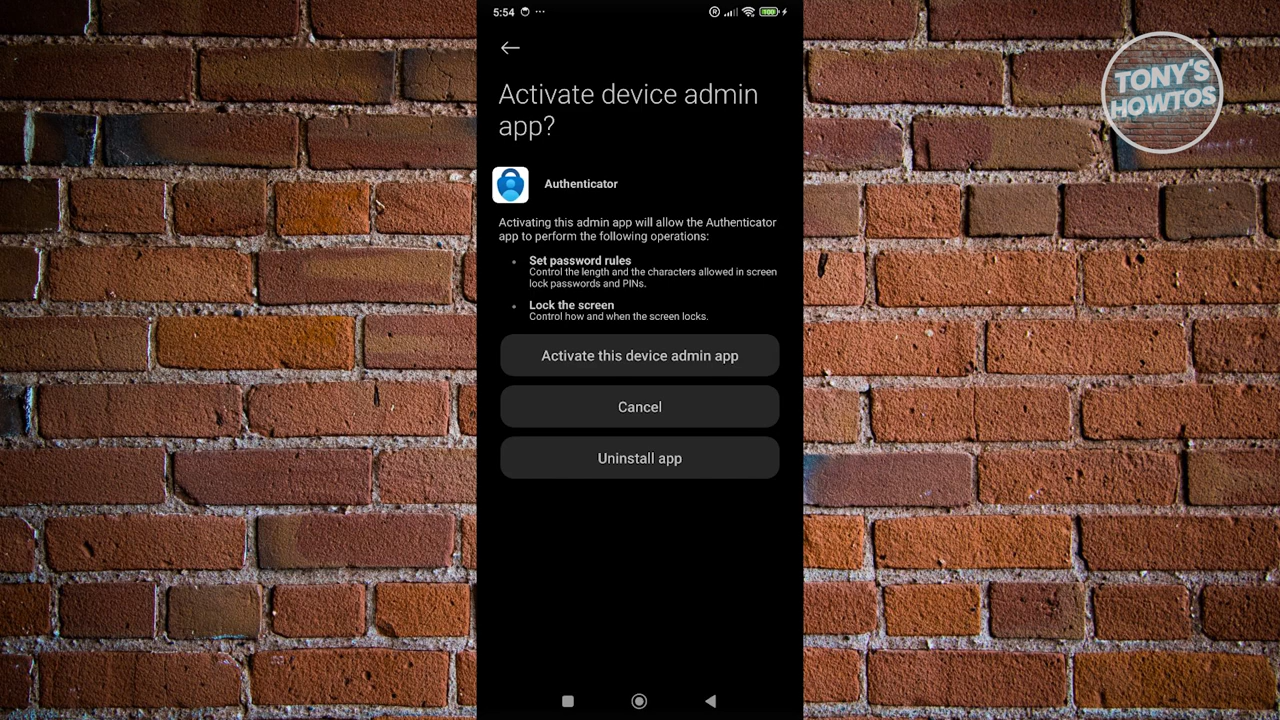 5:54
100
TONY'S
HOWTOS
Activate device admin
app?
Authenticator
Activating this admin app will allow the Authenticator
app to perform the following operations:
Set password rules
Control the length and the characters allowed in screen
lock passwords and PINs.
Lock the screen
Control how and when the screen locks.
Activate this device admin app
Cancel
Uninstall app